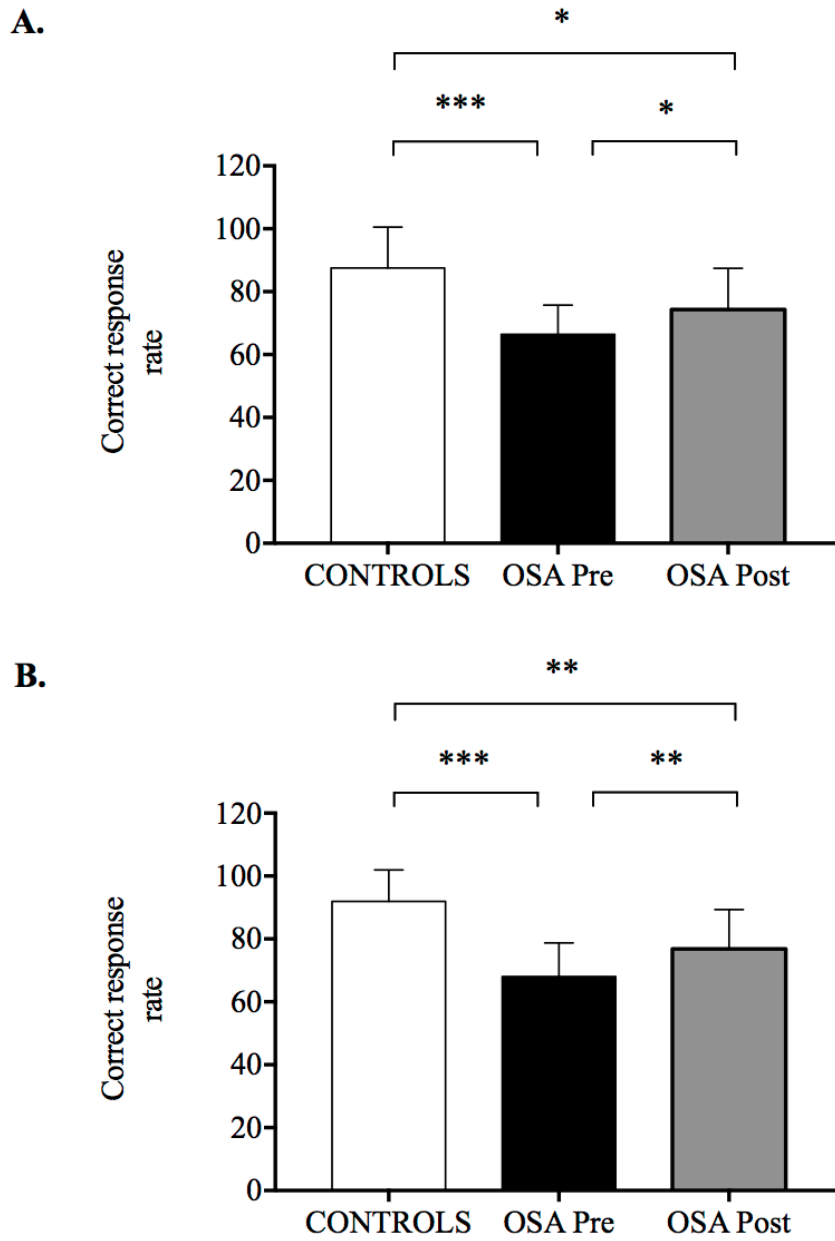 A.
*
*** *
120
100
80
60
40
20
0
Correct response
rate
CONTROLS OSA Pre OSA Post
B.
**
*** **
120
100
80
60
40
20
0
Correct response
rate
CONTROLS OSA Pre OSA Post